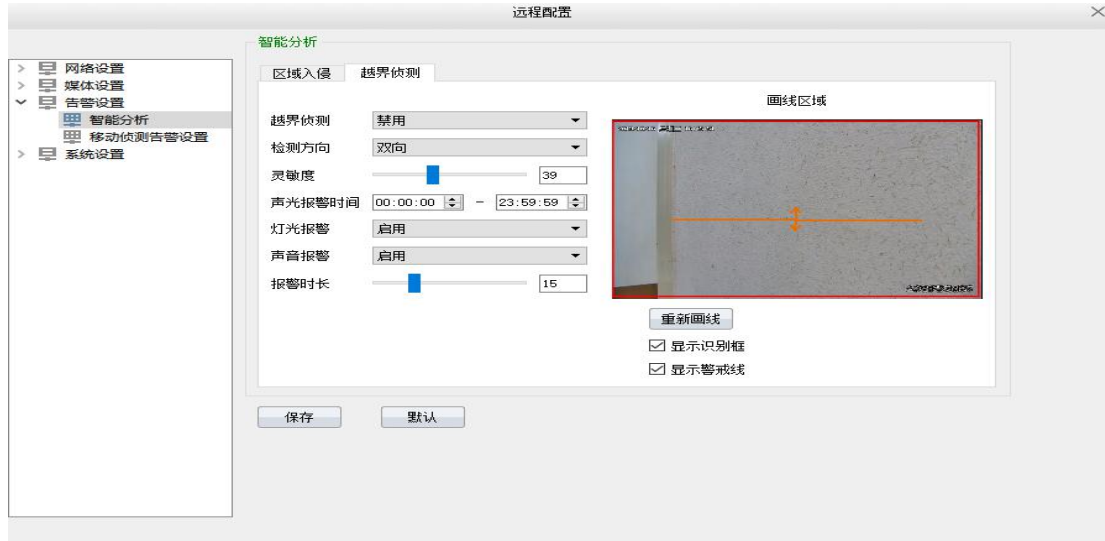 远程配置
网络设置
媒体设置
告警设置
智能分析
移动侦测告警设置
系统设置
智能分析
区域入侵 越界侦测
越界侦测 禁用
检测方向 双向
灵敏度 39
声光报警时间 00:00:00 - 23:59:59
灯光报警 启用
声音报警 启用
报警时长 15
画线区域
重新画线
显示识别框
显示警戒线
保存 默认